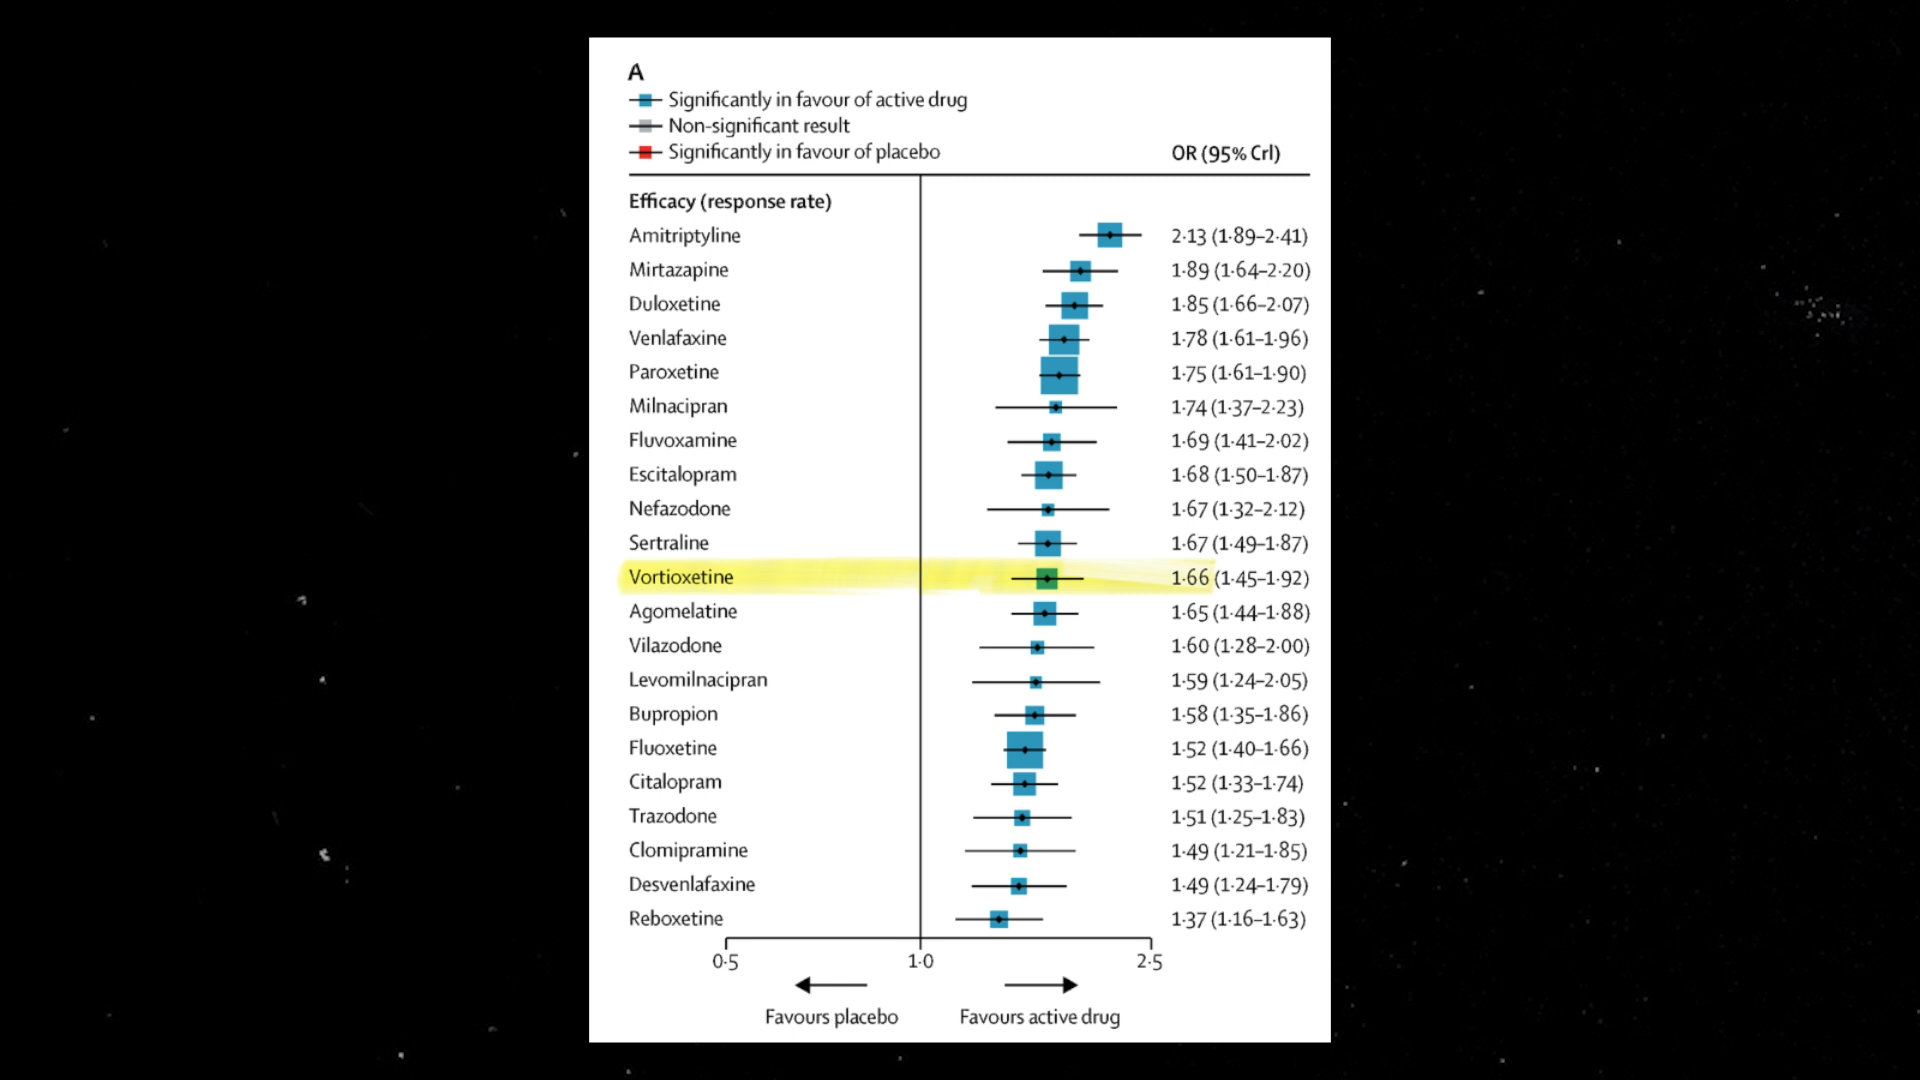 A
Significantly in favour of active drug
Non-significant result
Significantly in favour of placebo
OR (95% CrI)
Efficacy (response rate)
Amitriptyline 2·13 (1·89–2·41)
Mirtazapine 1·89 (1·64–2·20)
Duloxetine 1·85 (1·66–2·07)
Venlafaxine 1·78 (1·61–1·96)
Paroxetine 1·75 (1·61–1·90)
Milnacipran 1·74 (1·37–2·23)
Fluvoxamine 1·69 (1·41–2·02)
Escitalopram 1·68 (1·50–1·87)
Nefazodone 1·67 (1·32–2·12)
Sertraline 1·67 (1·49–1·87)
Vortioxetine 1·66 (1·45–1·92)
Agomelatine 1·65 (1·44–1·88)
Vilazodone 1·60 (1·28–2·00)
Levomilnacipran 1·59 (1·24–2·05)
Bupropion 1·58 (1·35–1·86)
Fluoxetine 1·52 (1·40–1·66)
Citalopram 1·52 (1·33–1·74)
Trazodone 1·51 (1·25–1·83)
Clomipramine 1·49 (1·21–1·85)
Desvenlafaxine 1·49 (1·24–1·79)
Reboxetine 1·37 (1·16–1·63)
0·5 1·0 2·5
Favours placebo Favours active drug